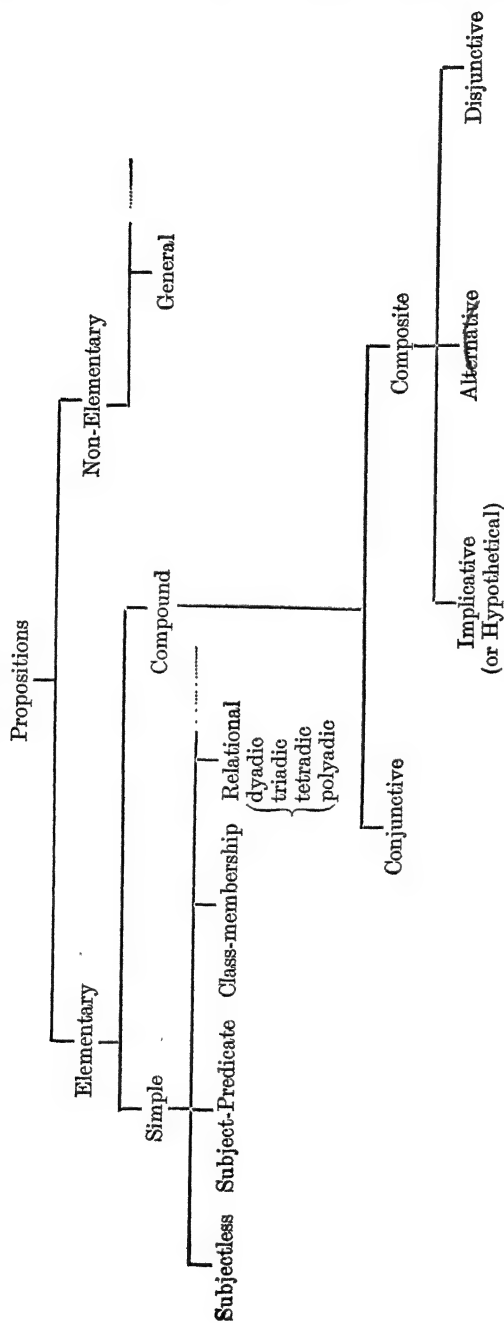 Propositions
Elementary Non-Elementary
Simple Compound General
Subjectless Subject-Predicate Class-membership Relational
dyadic
triadic
tetradic
polyadic
Conjunctive Composite
Implicative
(or Hypothetical)
Alternative
Disjunctive